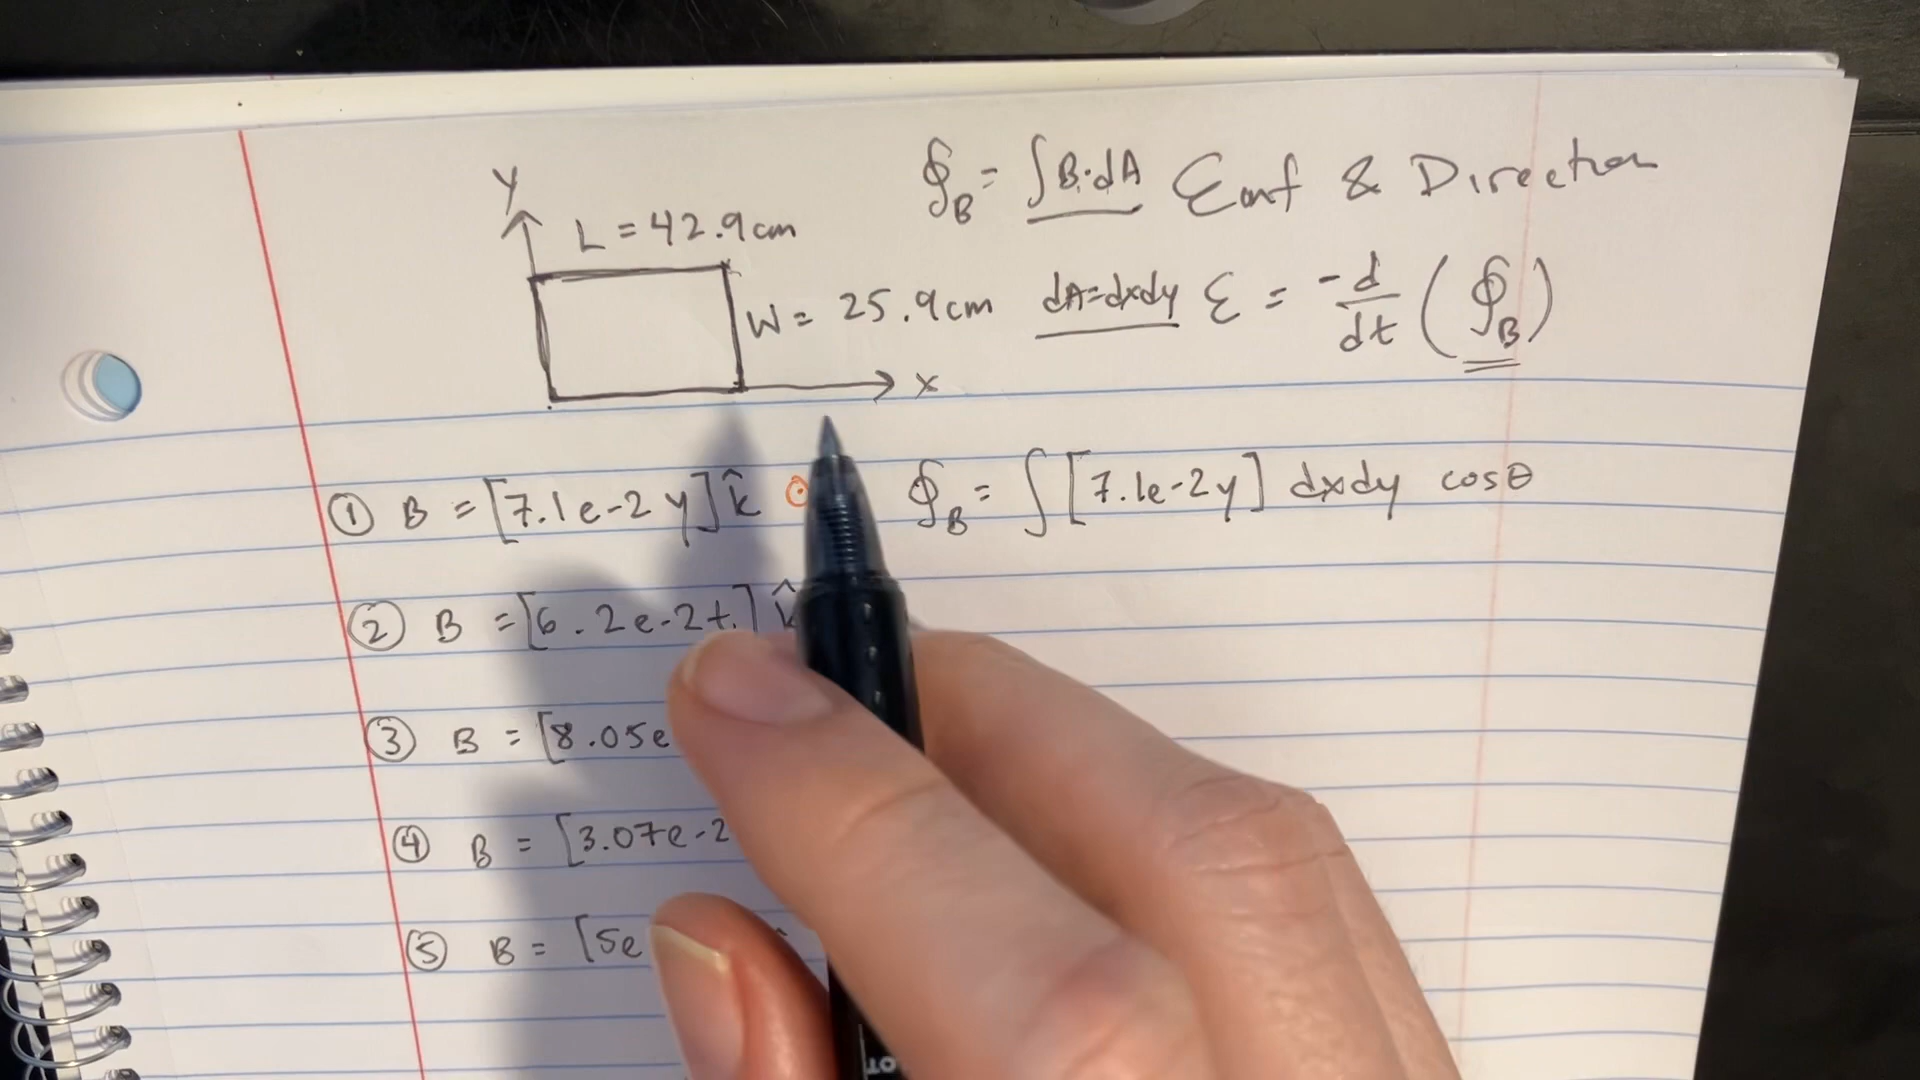 Y
L = 42.9cm
Φ_B = ∫B·dA Emf & Direction
W = 25.9cm dA=dxdy ε = -d/dt (Φ_B)
x
① B = [7.1e-2y] k̂ ⊙ Φ_B = ∫[7.1e-2y] dxdy cosθ
② B = [6.2e-2t] k̂
③ B = [8.05e
④ B = [3.07e-2
⑤ B = [5e